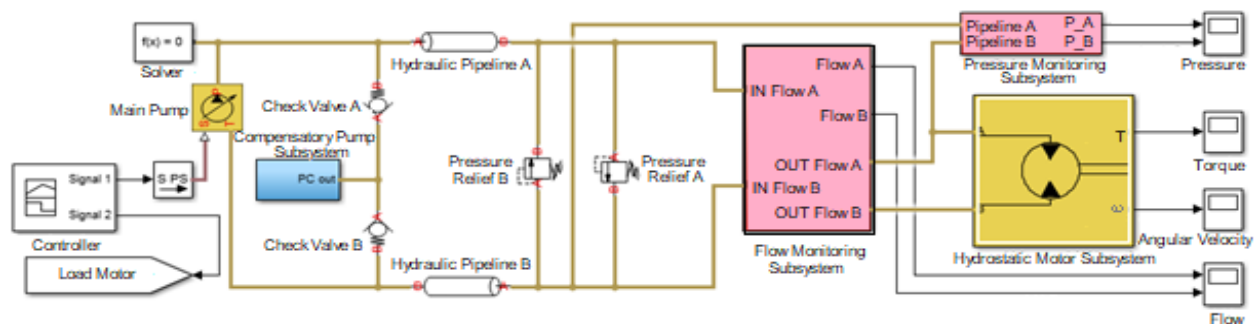 f(x) = 0
Solver
Main Pump
P
S
T
Signal 1
Signal 2
Controller
S PS
Load Motor
Check Valve A
A
B
Compensatory Pump
Subsystem
PC out
Check Valve B
A
B
A
B
Hydraulic Pipeline A
Hydraulic Pipeline B
B
A
Pressure
Relief B
B
A
Pressure
Relief A
A
B
IN Flow A
Flow A
Flow B
OUT Flow A
IN Flow B
OUT Flow B
Flow Monitoring
Subsystem
Pipeline A
Pipeline B
P_A
P_B
Pressure Monitoring
Subsystem
Pressure
T
Hydrostatic Motor Subsystem
Torque
Angular Velocity
Flow